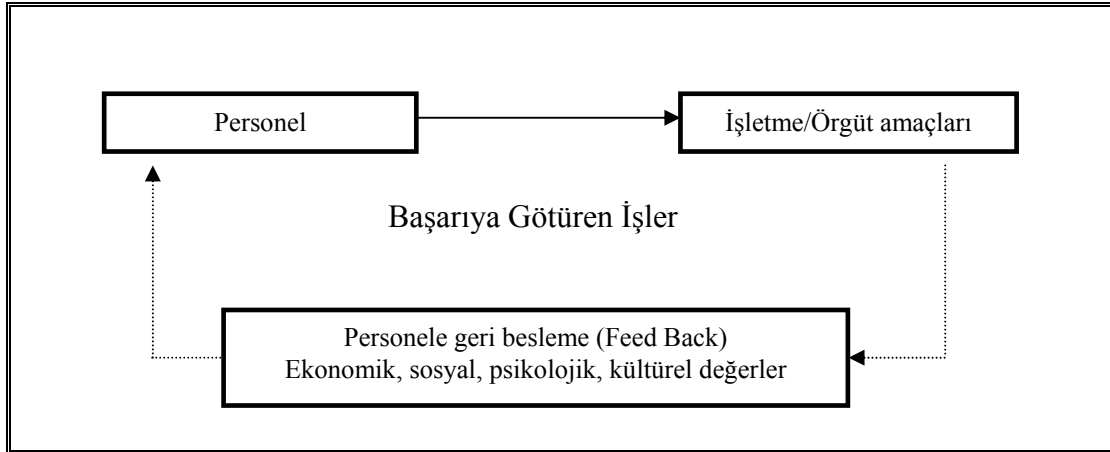 Personel
İşletme/Örgüt amaçları
Başarıya Götüren İşler
Personele geri besleme (Feed Back)
Ekonomik, sosyal, psikolojik, kültürel değerler